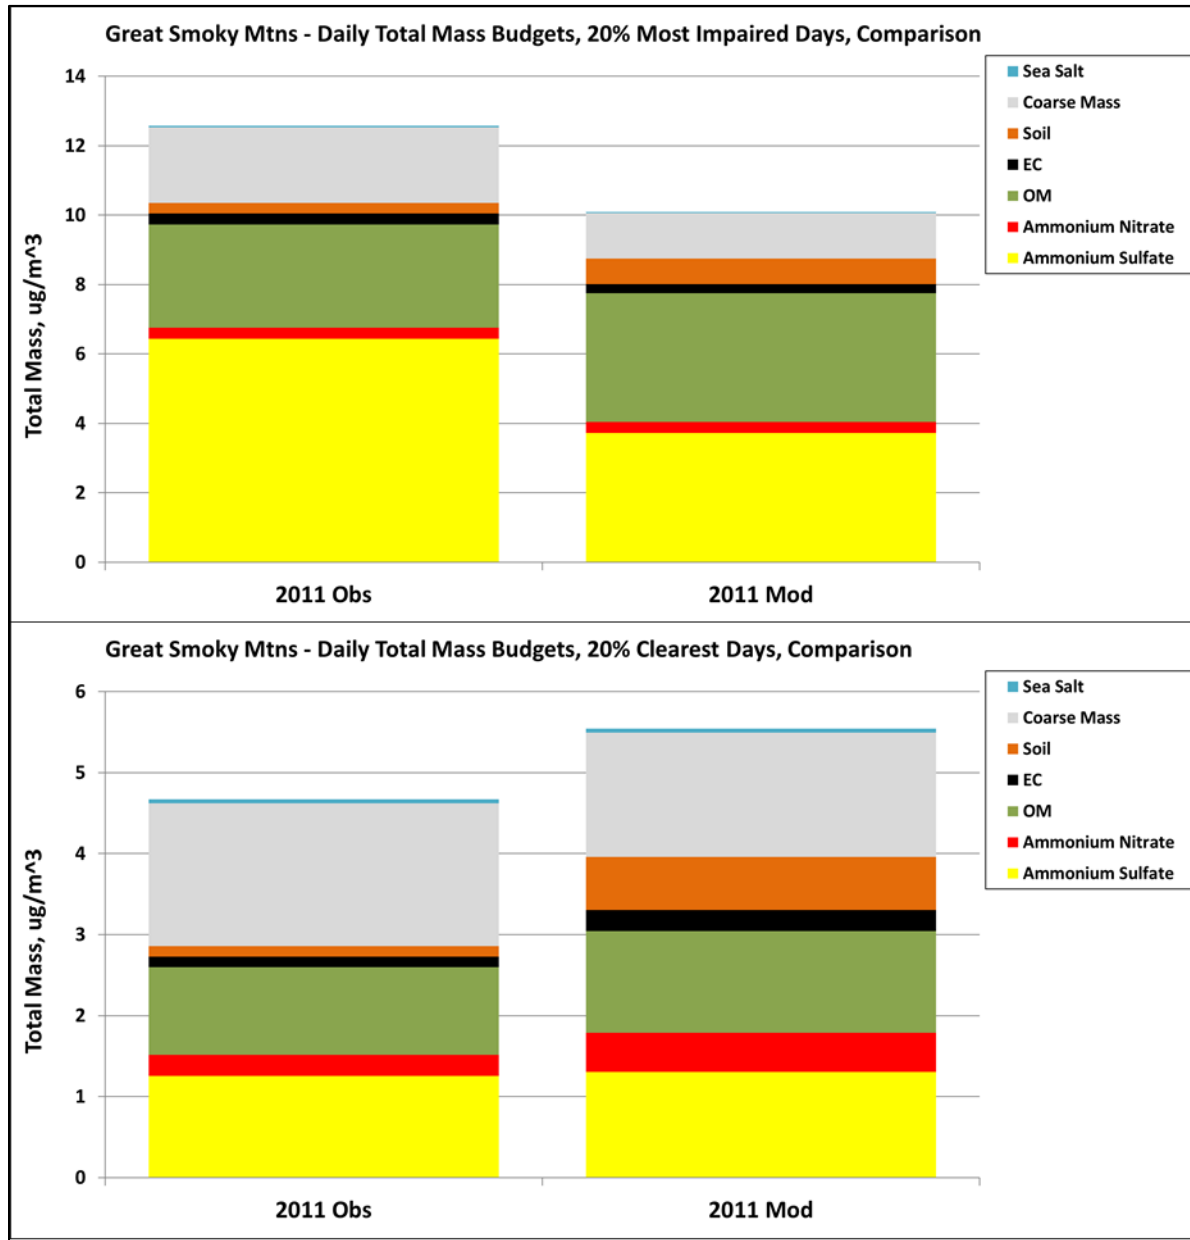 Great Smoky Mtns - Daily Total Mass Budgets, 20% Most Impaired Days, Comparison
Total Mass, ug/m^3
14
12
10
8
6
4
2
0
2011 Obs
2011 Mod
Sea Salt
Coarse Mass
Soil
EC
OM
Ammonium Nitrate
Ammonium Sulfate
Great Smoky Mtns - Daily Total Mass Budgets, 20% Clearest Days, Comparison
Total Mass, ug/m^3
6
5
4
3
2
1
0
2011 Obs
2011 Mod
Sea Salt
Coarse Mass
Soil
EC
OM
Ammonium Nitrate
Ammonium Sulfate